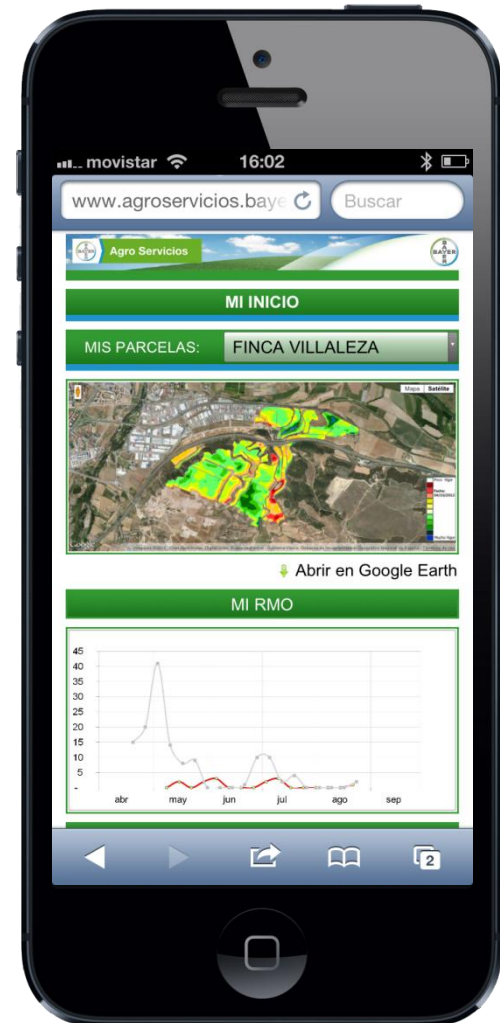 movistar 16:02
www.agroservicios.baye Buscar
BAYER Agro Servicios BAYER
MI INICIO
MIS PARCELAS: FINCA VILLALEZA
Mapa Satélite
Google
Abrir en Google Earth
MI RMO
45
40
35
30
25
20
15
10
5
-
abr may jun jul ago sep
2